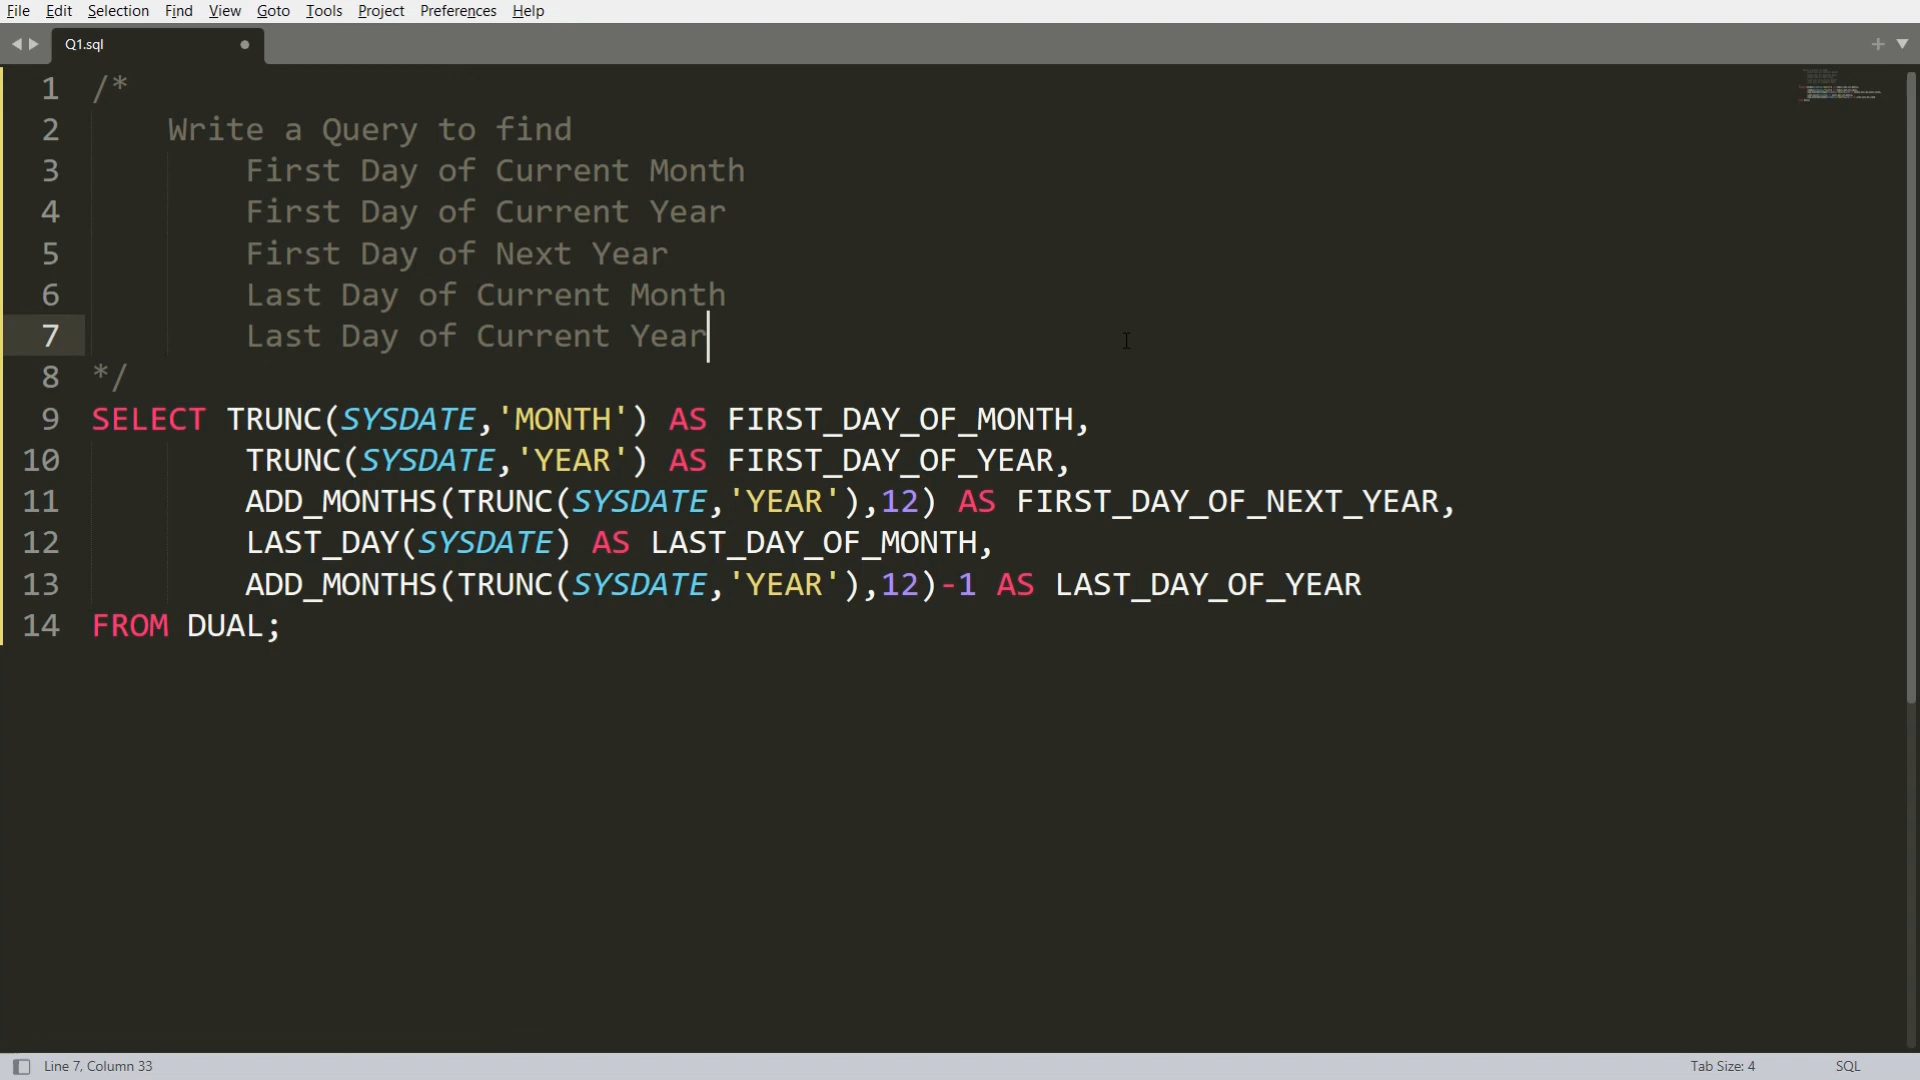 File Edit Selection Find View Goto Tools Project Preferences Help
Q1.sql
1 /*
2 Write a Query to find
3 First Day of Current Month
4 First Day of Current Year
5 First Day of Next Year
6 Last Day of Current Month
7 Last Day of Current Year
8 */
9 SELECT TRUNC(SYSDATE,'MONTH') AS FIRST_DAY_OF_MONTH,
10 TRUNC(SYSDATE,'YEAR') AS FIRST_DAY_OF_YEAR,
11 ADD_MONTHS(TRUNC(SYSDATE,'YEAR'),12) AS FIRST_DAY_OF_NEXT_YEAR,
12 LAST_DAY(SYSDATE) AS LAST_DAY_OF_MONTH,
13 ADD_MONTHS(TRUNC(SYSDATE,'YEAR'),12)-1 AS LAST_DAY_OF_YEAR
14 FROM DUAL;
Line 7, Column 33 Tab Size: 4 SQL